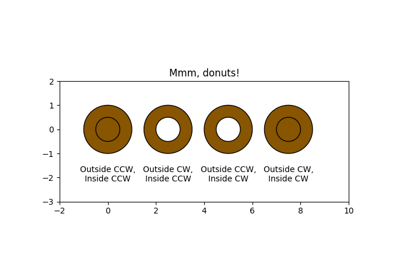 Mmm, donuts!
2
1
0
−1
−2
−3
Outside CCW, Outside CW, Outside CCW, Outside CW,
Inside CCW Inside CCW Inside CW Inside CW
−2 0 2 4 6 8 10